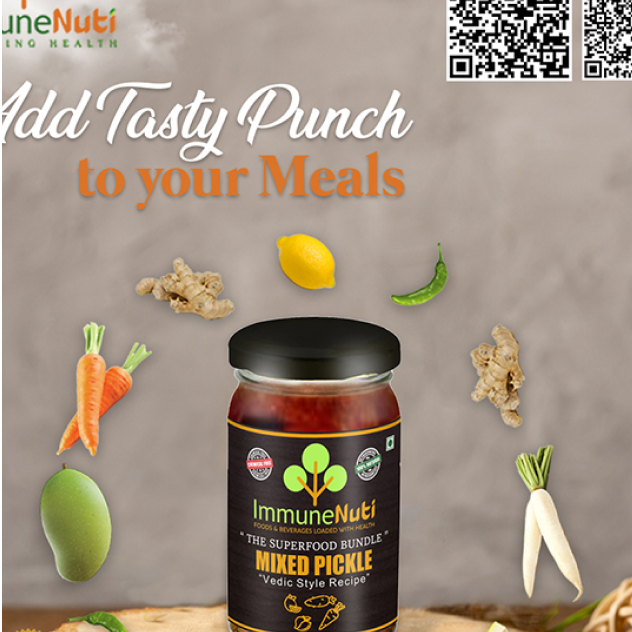 uneNuti
ING HEALTH
Add Tasty Punch
to your Meals
ImmuneNuti
FOODS & BEVERAGES LOADED WITH HEALTH
" THE SUPERFOOD BUNDLE "
MIXED PICKLE
"Vedic Style Recipe"